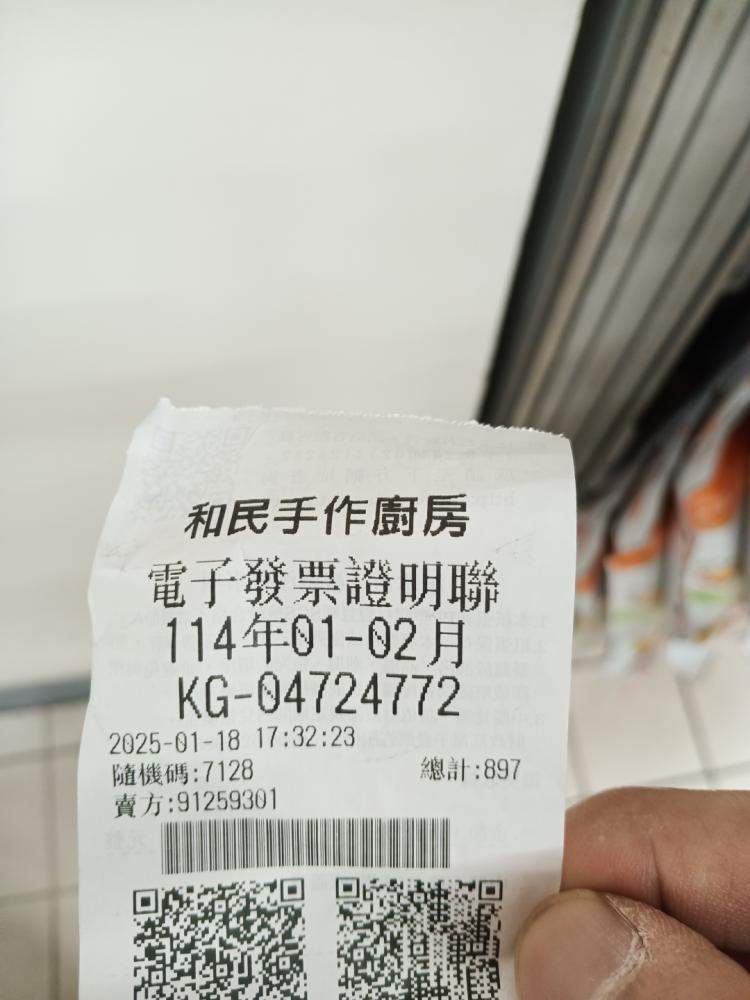 和民手作廚房
電子發票證明聯
114年01-02月
KG-04724772
2025-01-18 17:32:23
隨機碼:7128 總計:897
賣方:91259301